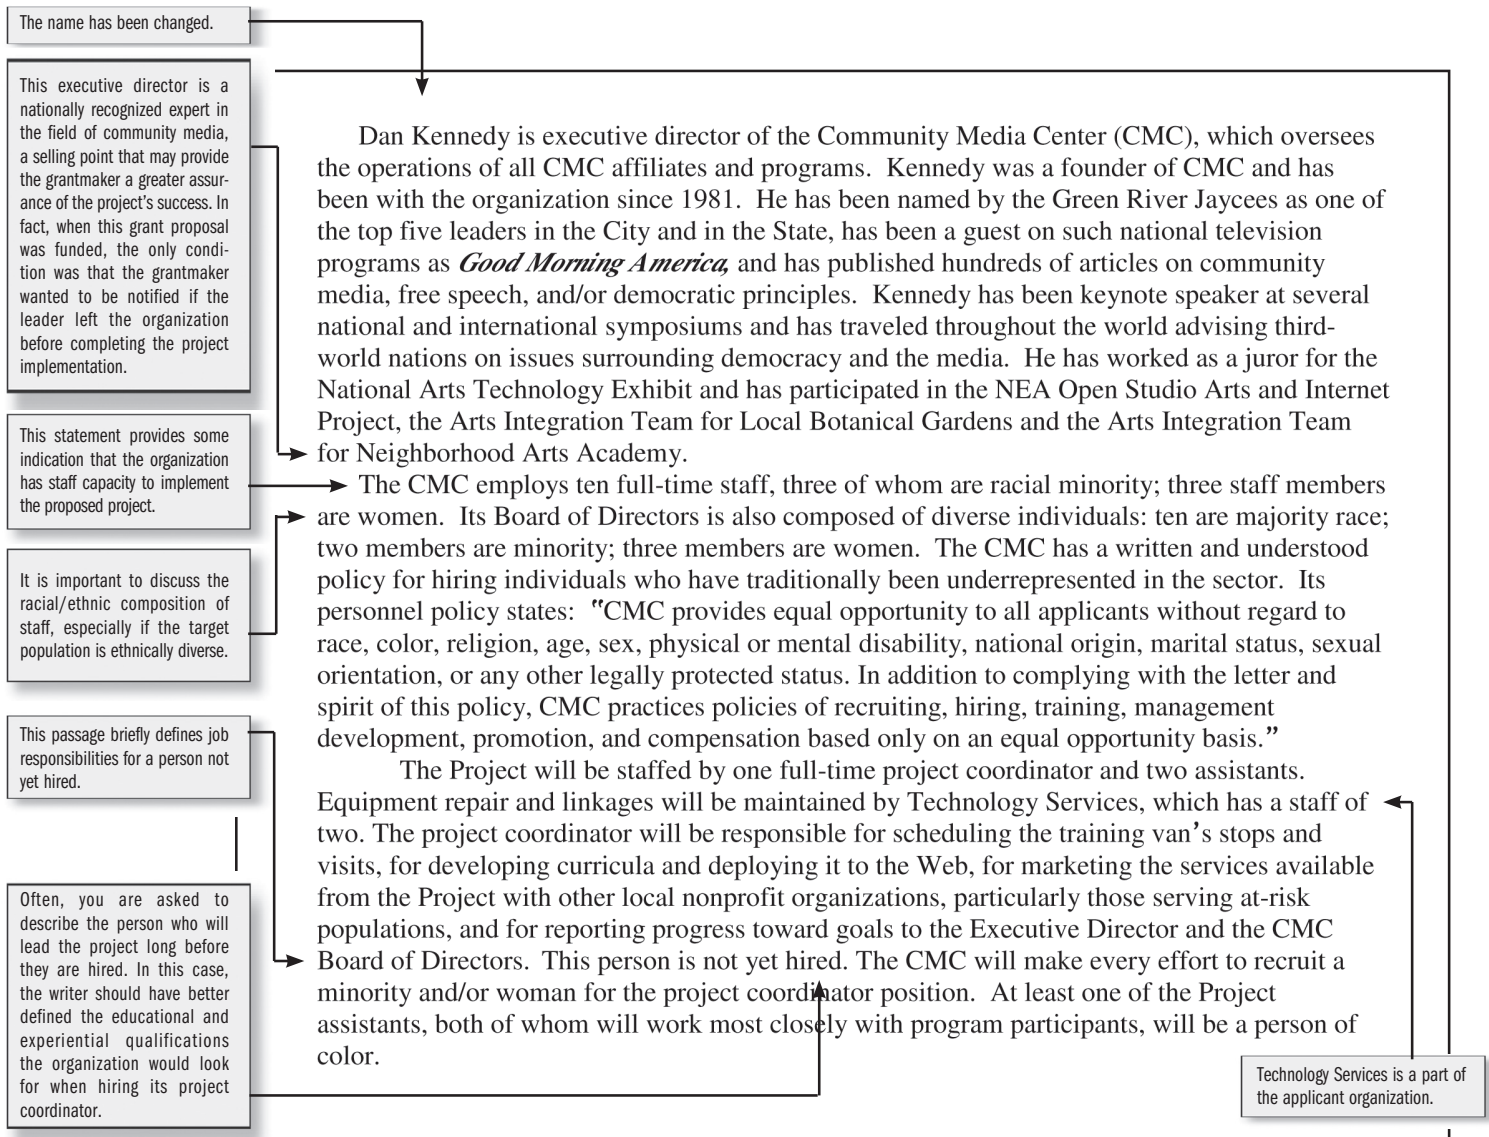 The name has been changed.
This executive director is a
nationally recognized expert in
the field of community media,
a selling point that may provide
the grantmaker a greater assur-
ance of the project's success. In
fact, when this grant proposal
was funded, the only condi-
tion was that the grantmaker
wanted to be notified if the
leader left the organization
before completing the project
implementation.
This statement provides some
indication that the organization
has staff capacity to implement
the proposed project.
It is important to discuss the
racial/ethnic composition of
staff, especially if the target
population is ethnically diverse.
This passage briefly defines job
responsibilities for a person not
yet hired.
Often, you are asked to
describe the person who will
lead the project long before
they are hired. In this case,
the writer should have better
defined the educational and
experiential qualifications
the organization would look
for when hiring its project
coordinator.
Dan Kennedy is executive director of the Community Media Center (CMC), which oversees
the operations of all CMC affiliates and programs.  Kennedy was a founder of CMC and has
been with the organization since 1981.  He has been named by the Green River Jaycees as one of
the top five leaders in the City and in the State, has been a guest on such national television
programs as Good Morning America, and has published hundreds of articles on community
media, free speech, and/or democratic principles.  Kennedy has been keynote speaker at several
national and international symposiums and has traveled throughout the world advising third-
world nations on issues surrounding democracy and the media.  He has worked as a juror for the
National Arts Technology Exhibit and has participated in the NEA Open Studio Arts and Internet
Project, the Arts Integration Team for Local Botanical Gardens and the Arts Integration Team
for Neighborhood Arts Academy.
The CMC employs ten full-time staff, three of whom are racial minority; three staff members
are women.  Its Board of Directors is also composed of diverse individuals: ten are majority race;
two members are minority; three members are women.  The CMC has a written and understood
policy for hiring individuals who have traditionally been underrepresented in the sector.  Its
personnel policy states:  "CMC provides equal opportunity to all applicants without regard to
race, color, religion, age, sex, physical or mental disability, national origin, marital status, sexual
orientation, or any other legally protected status. In addition to complying with the letter and
spirit of this policy, CMC practices policies of recruiting, hiring, training, management
development, promotion, and compensation based only on an equal opportunity basis."
The Project will be staffed by one full-time project coordinator and two assistants.
Equipment repair and linkages will be maintained by Technology Services, which has a staff of
two. The project coordinator will be responsible for scheduling the training van's stops and
visits, for developing curricula and deploying it to the Web, for marketing the services available
from the Project with other local nonprofit organizations, particularly those serving at-risk
populations, and for reporting progress toward goals to the Executive Director and the CMC
Board of Directors.  This person is not yet hired. The CMC will make every effort to recruit a
minority and/or woman for the project coordinator position.  At least one of the Project
assistants, both of whom will work most closely with program participants, will be a person of
color.
Technology Services is a part of
the applicant organization.